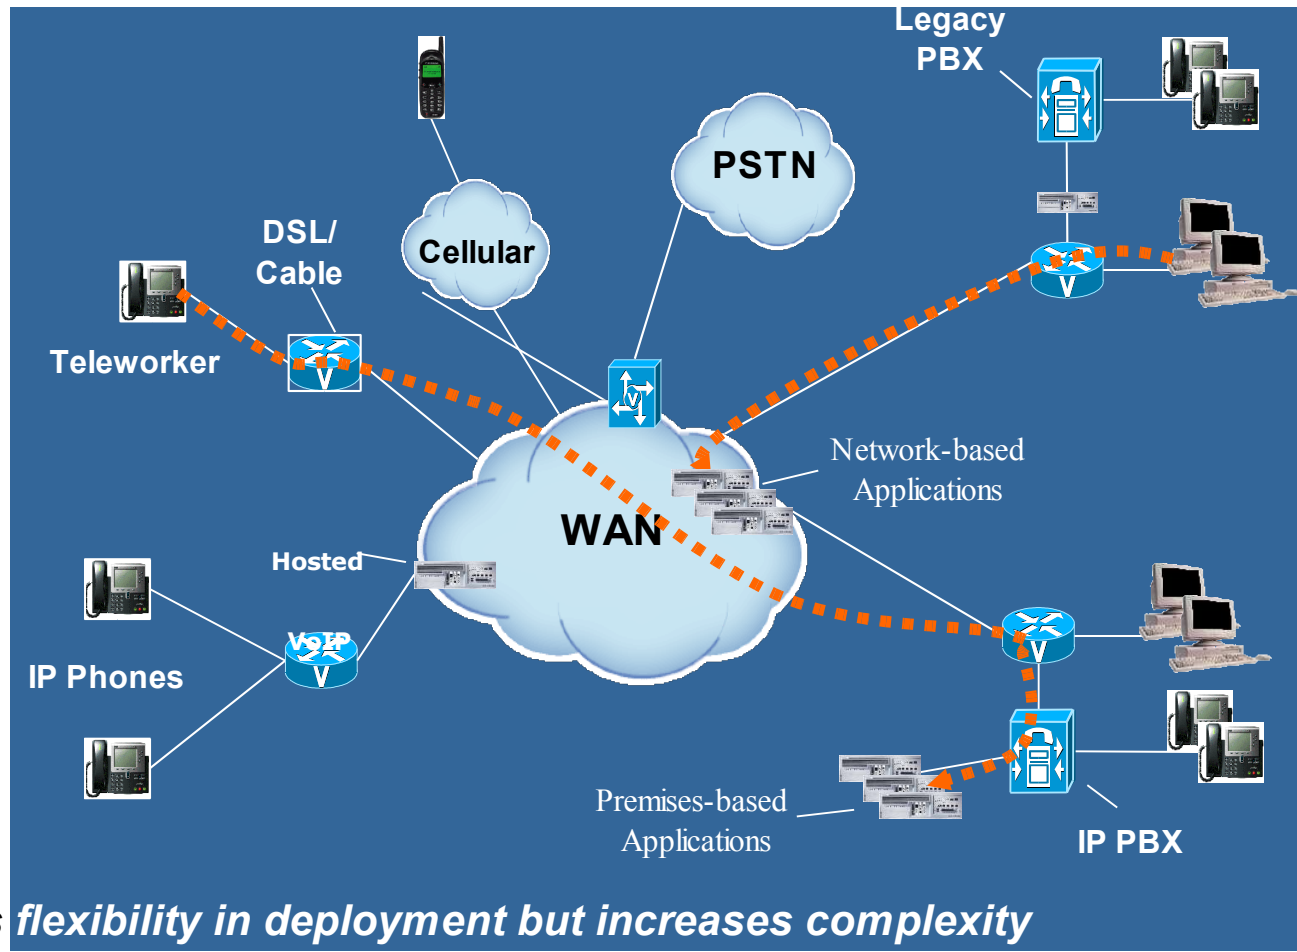 Legacy
PBX
PSTN
DSL/
Cable
Cellular
V
Teleworker
V
V
Network-based
Applications
WAN
Hosted
VoIP
V
V
IP Phones
Premises-based
Applications
IP PBX
s flexibility in deployment but increases complexity